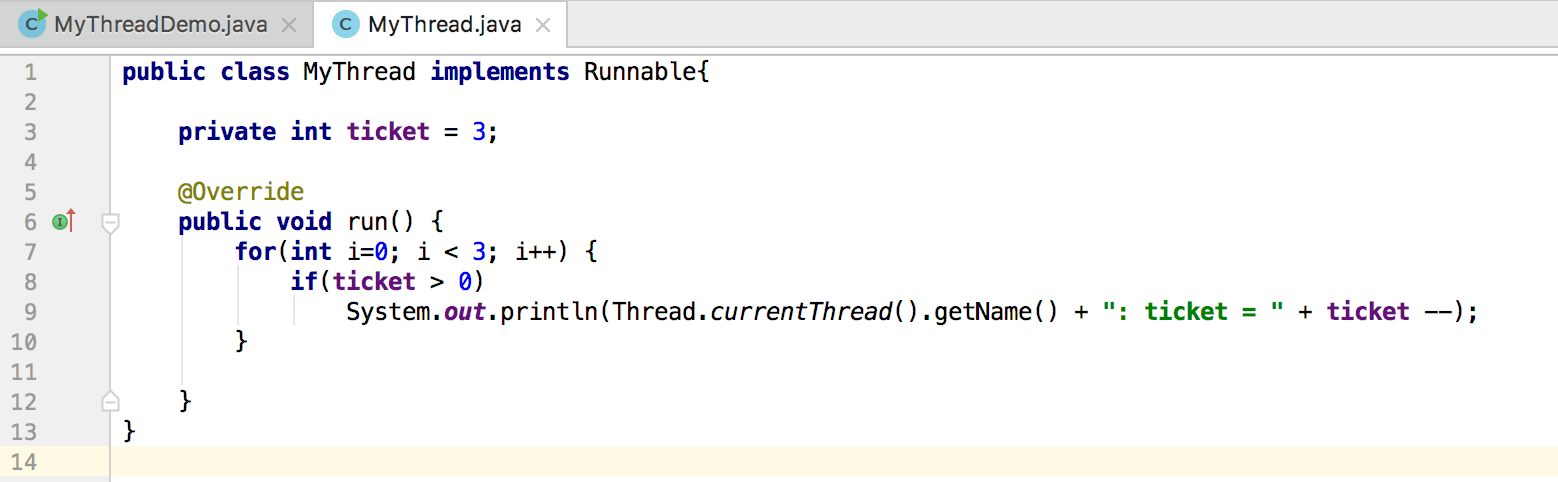 MyThreadDemo.java MyThread.java
1 public class MyThread implements Runnable{
2
3 private int ticket = 3;
4
5 @Override
6 public void run() {
7 for(int i=0; i < 3; i++) {
8 if(ticket > 0)
9 System.out.println(Thread.currentThread().getName() + ": ticket = " + ticket --);
10 }
11
12 }
13 }
14